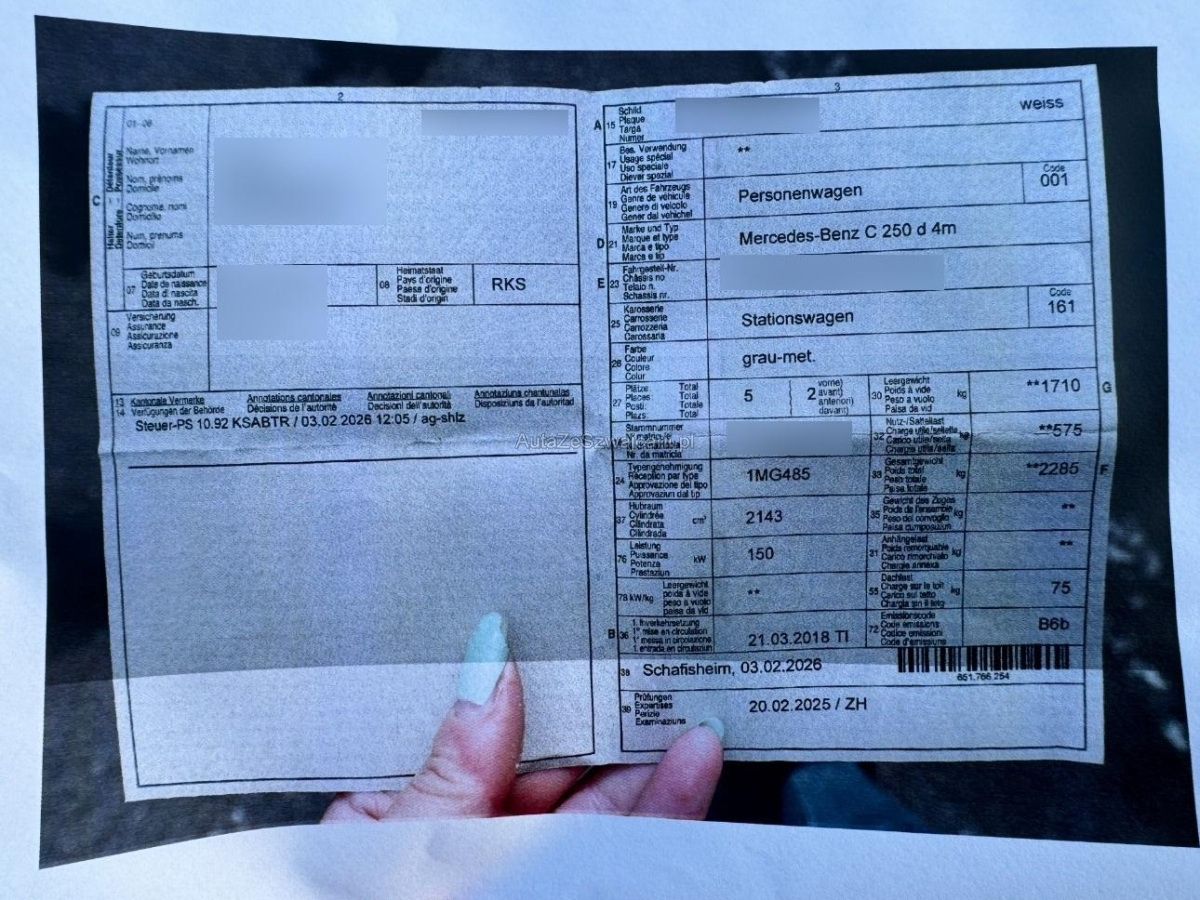 2
01-06
Name, Vornamen
Wohnort
Nom, prénoms
Domicile
Cognome, nomi
Domicilio
Num, prenums
Domicil
C
07
Geburtsdatum
Date de naissance
Data di nascita
Data da nasch.
08
Heimatstaat
Pays d'origine
Paese d'origine
Stadi d'origin
RKS
09
Versicherung
Assurance
Assicurazione
Assicuranza
13 Kantonale Vermerke
14 Verfügungen der Behörde
Annotations cantonales
Décisions de l'autorité
Annotazioni cantonali
Decisioni dell'autorità
Annotaziuns chantunalas
Disposiziuns da l'autoritad
Steuer-PS 10.92 KSABTR / 03.02.2026 12:05 / ag-shlz
3
A 15
Schild
Plaque
Targa
Numer
weiss
17
Bes. Verwendung
Usage spécial
Uso speciale
Diever spezial
**
19
Art des Fahrzeugs
Genre de véhicule
Genere di veicolo
Gener dal vehichel
Personenwagen
Code
001
D 21
Marke und Typ
Marque et type
Marca e tipo
Marca e tip
Mercedes-Benz C 250 d 4m
E 23
Fahrgestell-Nr.
Châssis no
Telaio n.
Schassis nr.
25
Karosserie
Carrosserie
Carrozzeria
Carossaria
Stationswagen
Code
161
26
Farbe
Couleur
Colore
Colur
grau-met.
27
Plätze Total
Places Total
Posti Totale
Plazs Total
5
2
vorne)
avant)
anteriori)
davant)
30
Leergewicht
Poids à vide
Peso a vuoto
Paisa da vid
kg
**1710
G
Stammnummer
Nr. da matricla
32
Nutz-/Sattellast
Charge utile/sellette
Carico utile/sella
Chargia utila/sella
kg
**575
24
Typengenehmigung
Réception par type
Approvazione del tipo
Approvaziun dal tip
1MG485
33
Gesamtgewicht
Poids total
Peso totale
Paisa totala
kg
**2285
F
37
Hubraum
Cylindrée
Cilindrata
Cilindrada
cm³
2143
35
Gewicht des Zuges
Poids de l'ensemble
Peso del convoglio
Paisa cumposiziun
kg
**
76
Leistung
Puissance
Potenza
Prestaziun
kW
150
31
Anhängelast
Poids remorquable
Carico rimorchiato
Chargia annexa
kg
**
78 kW/kg
Leergewicht
poids à vide
peso a vuoto
paisa da vid
**
55
Dachlast
Charge sur le toit
Carico sul tetto
Chargia sin il tetg
kg
75
B 36
1. Inverkehrsetzung
1re mise en circulation
1a messa in circolazione
1. entrada en circulaziun
21.03.2018 TI
72
Emissionscode
Code émissions
Codice emissioni
Code d'emissiuns
B6b
38
Schafisheim, 03.02.2026
651.766.254
39
Prüfungen
Expertises
Perizie
Examinaziuns
20.02.2025 / ZH